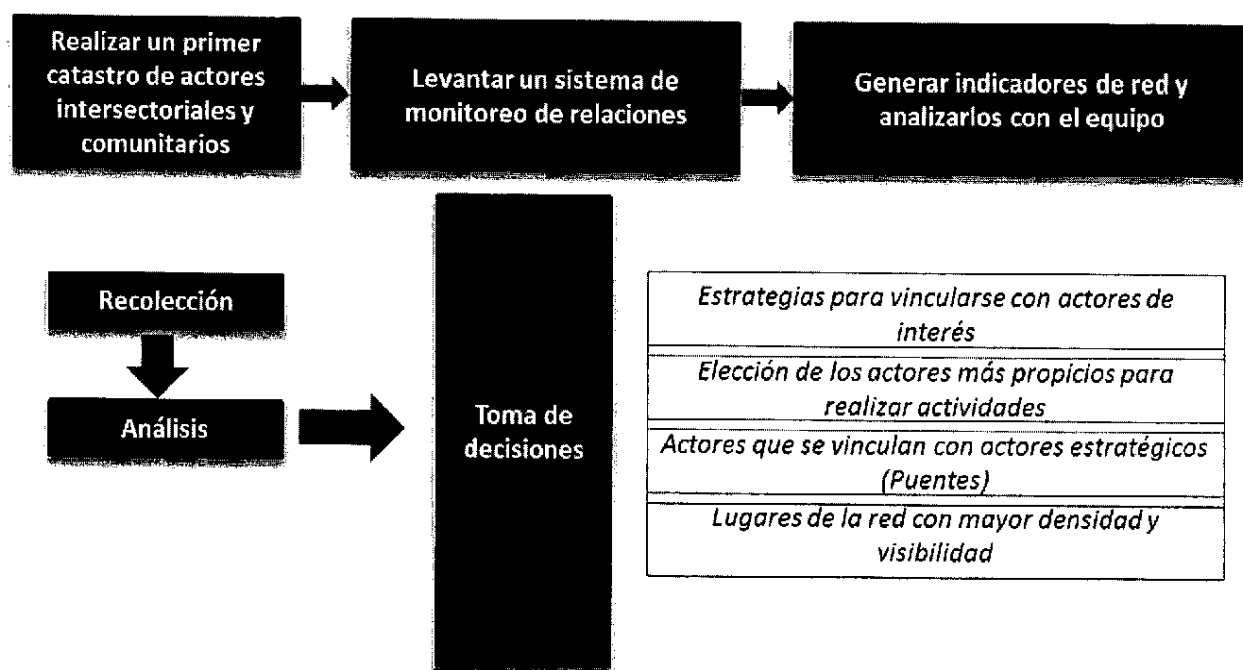 Realizar un primer
catastro de actores
intersectoriales y
comunitarios
Levantar un sistema de
monitoreo de relaciones
Generar indicadores de red y
analizarlos con el equipo
Recolección
Análisis
Toma de
decisiones
Estrategias para vincularse con actores de
interés
Elección de los actores más propicios para
realizar actividades
Actores que se vinculan con actores estratégicos
(Puentes)
Lugares de la red con mayor densidad y
visibilidad